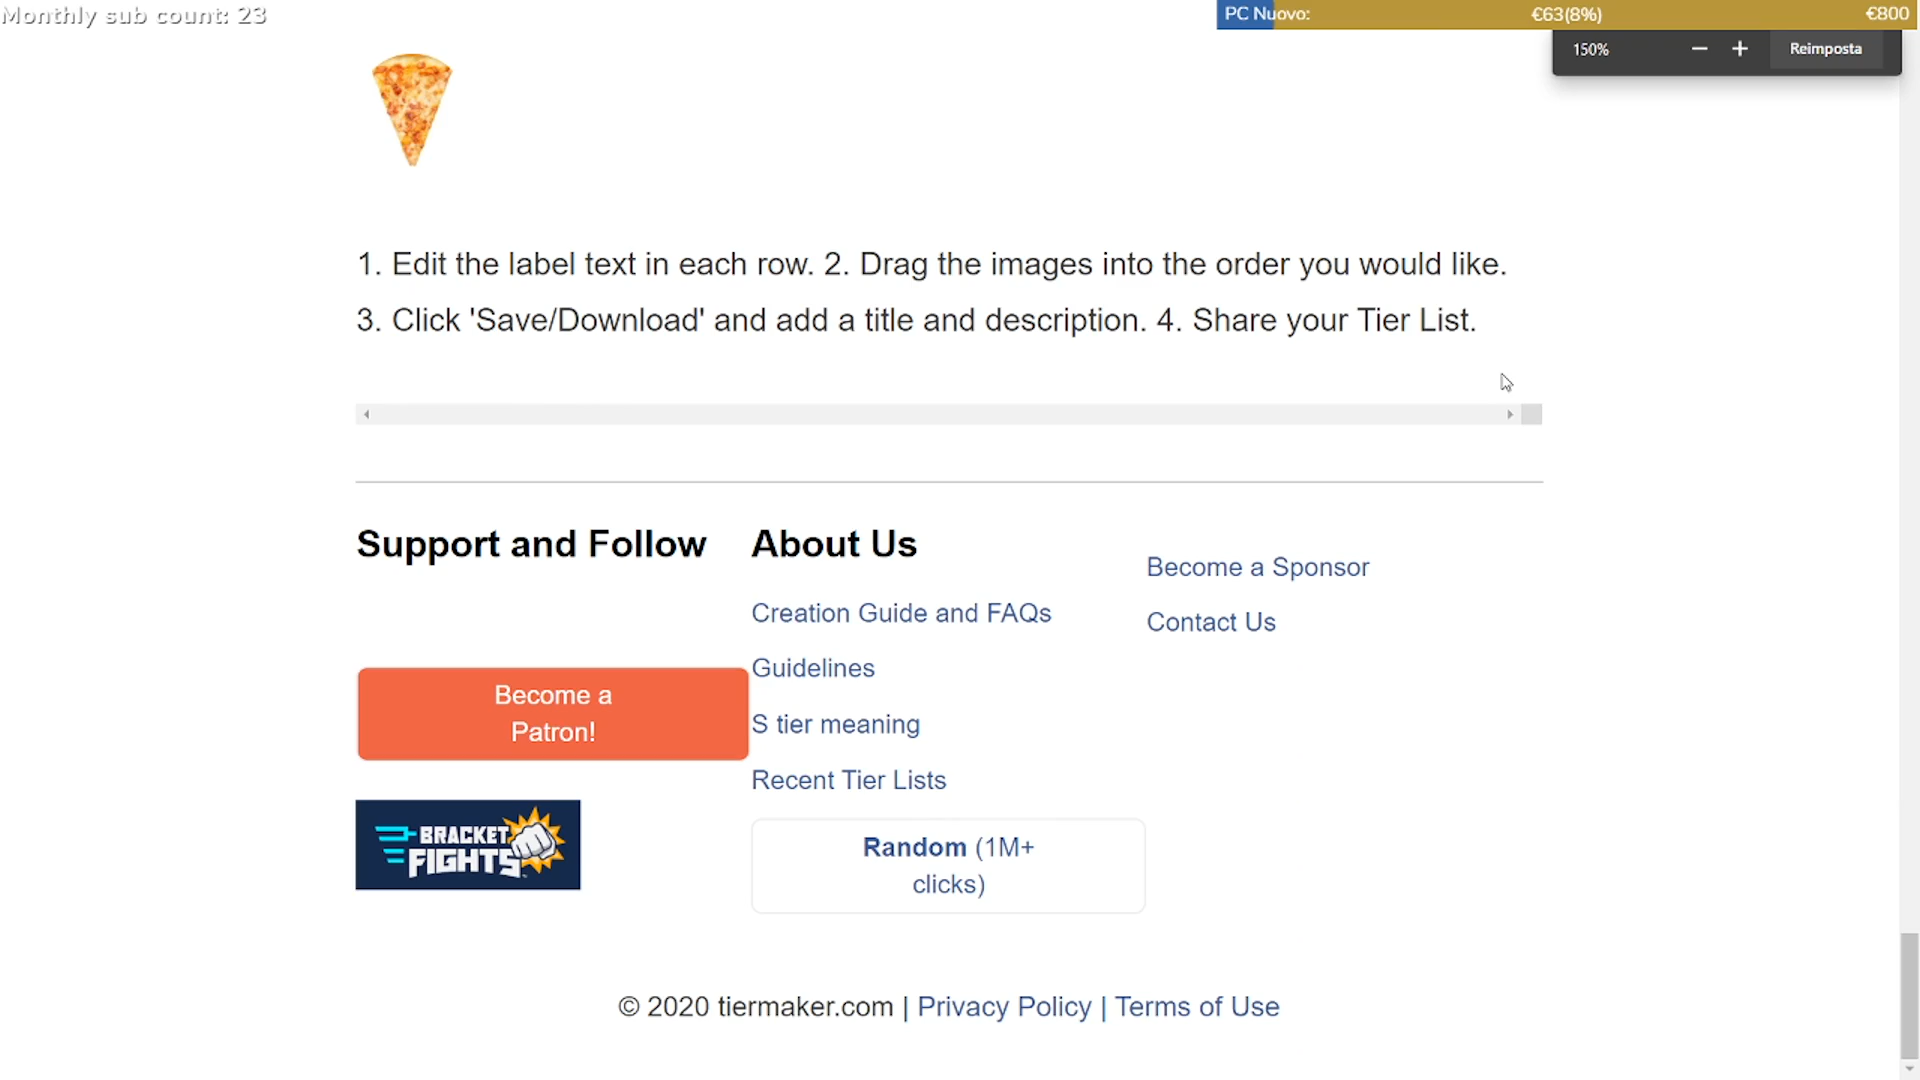 Monthly sub count: 23
PC Nuovo: €63(8%) €800
150% − + Reimposta
1. Edit the label text in each row. 2. Drag the images into the order you would like.
3. Click 'Save/Download' and add a title and description. 4. Share your Tier List.
Support and Follow
Become a
Patron!
BRACKET
FIGHTS
About Us
Creation Guide and FAQs
Guidelines
S tier meaning
Recent Tier Lists
Random (1M+
clicks)
Become a Sponsor
Contact Us
© 2020 tiermaker.com | Privacy Policy | Terms of Use